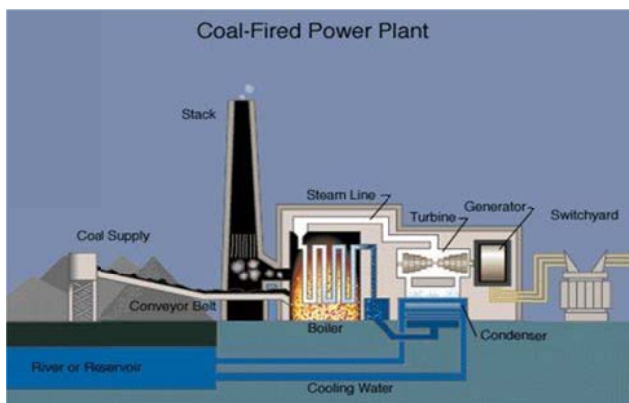 Coal-Fired Power Plant
Stack
Steam Line
Generator
Turbine
Switchyard
Coal Supply
Conveyor Belt
Boiler
Condenser
River or Reservoir
Cooling Water